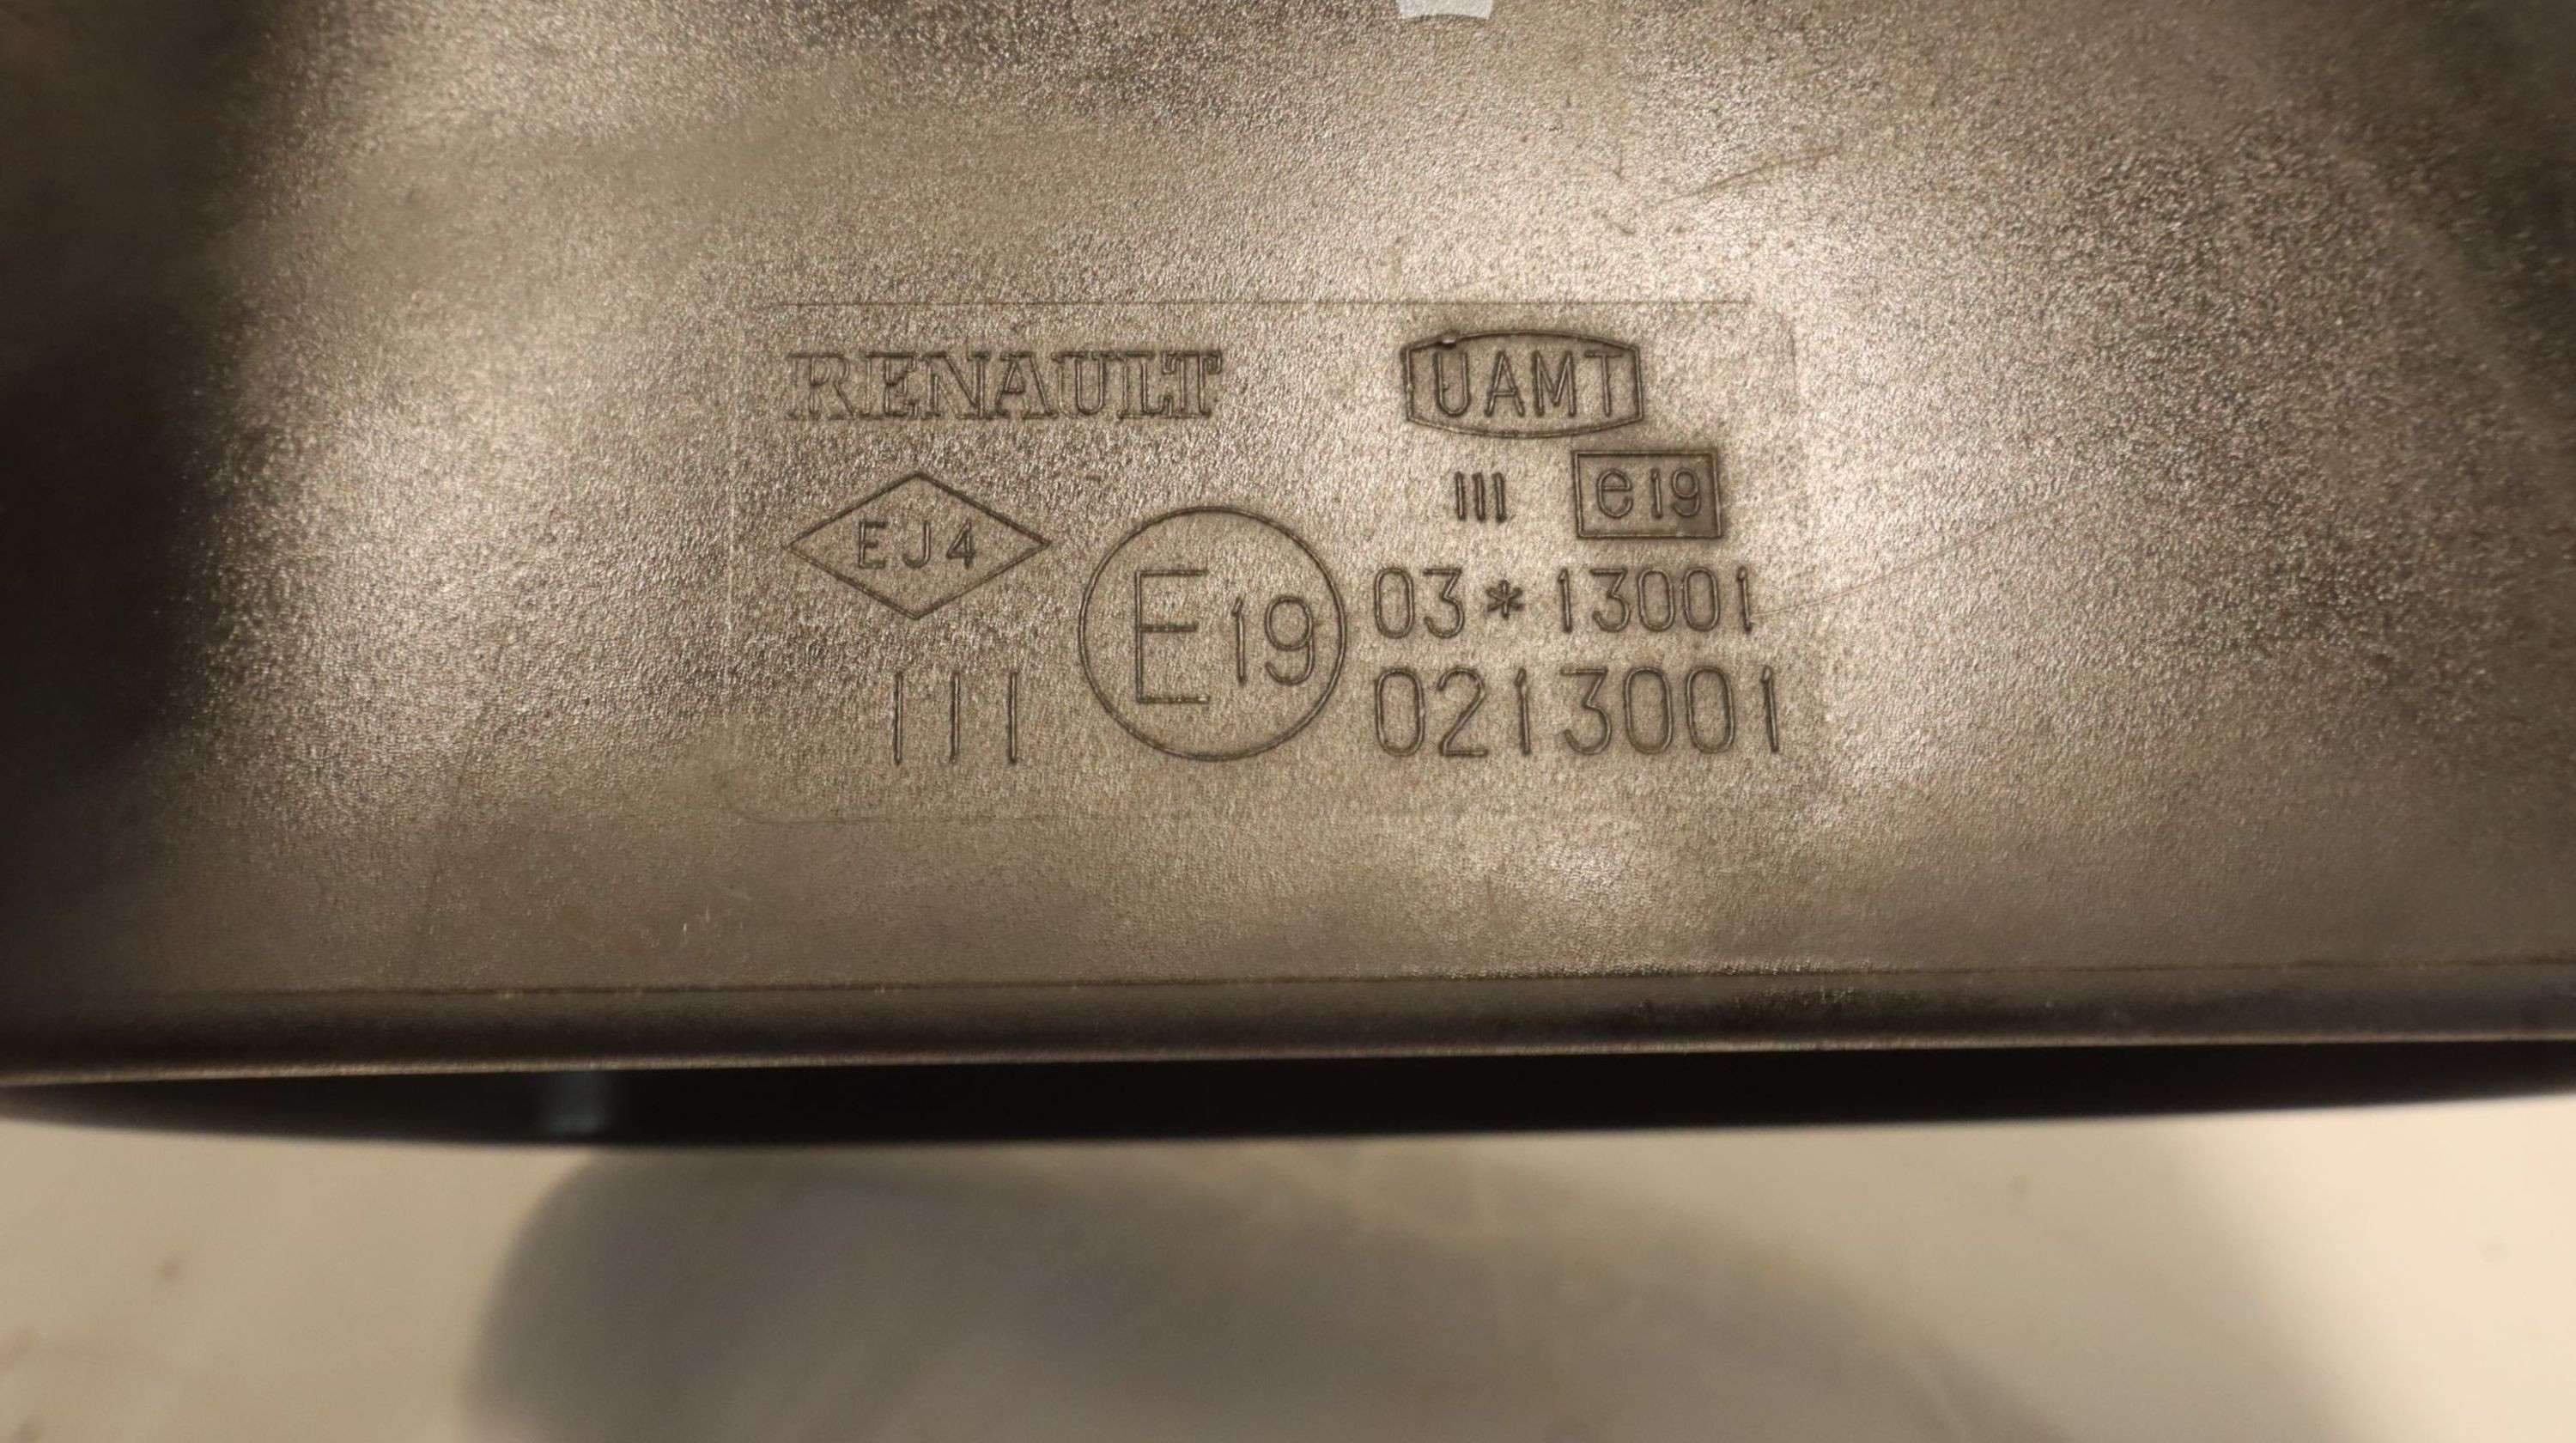 RENAULT UAMT
III e19
EJ4
03*13001
E19
III 0213001